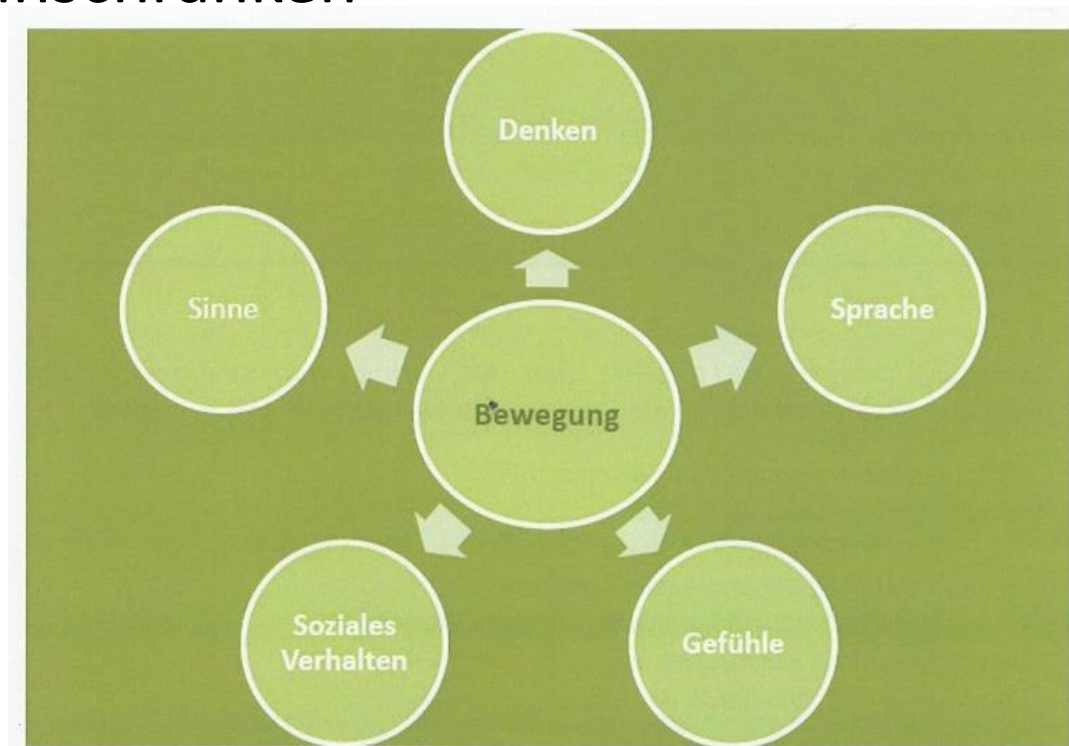 Denken
Sinne
Sprache
Bewegung
Soziales
Verhalten
Gefühle